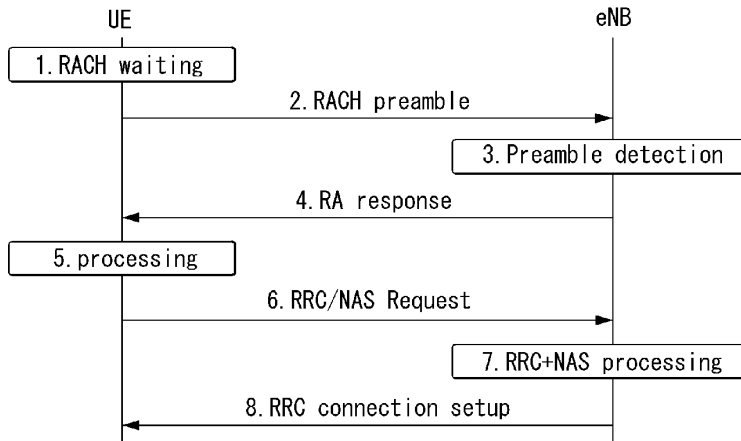 UE
eNB
1.RACH waiting
2.RACH preamble
3.Preamble detection
4.RA response
5.processing
6.RRC/NAS Request
7.RRC+NAS processing
8.RRC connection setup